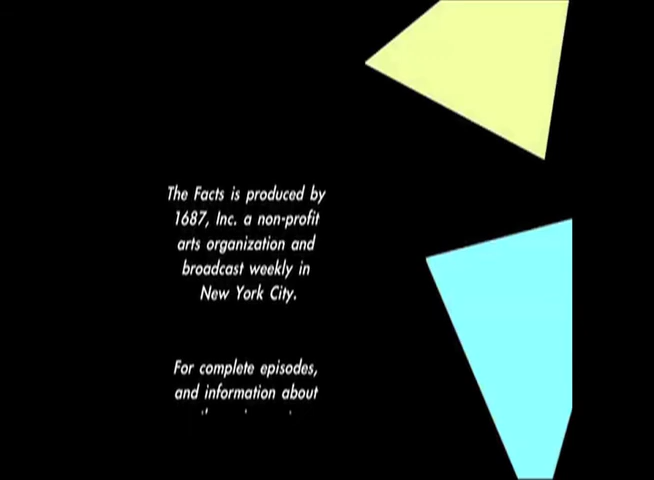 The Facts is produced by
1687, Inc. a non-profit
arts organization and
broadcast weekly in
New York City.
For complete episodes,
and information about